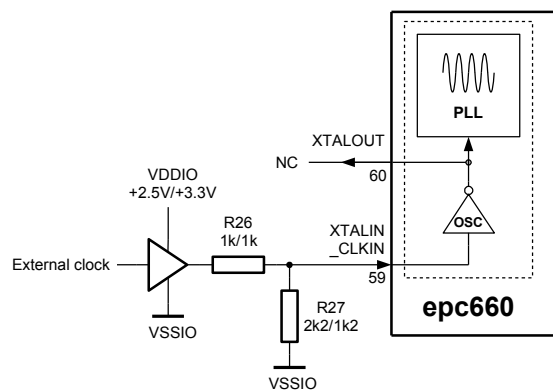 PLL
XTALOUT
NC
60
VDDIO
+2.5V/+3.3V
R26
1k/1k
XTALIN
_CLKIN
OSC
External clock
59
R27
2k2/1k2
epc660
VSSIO
VSSIO